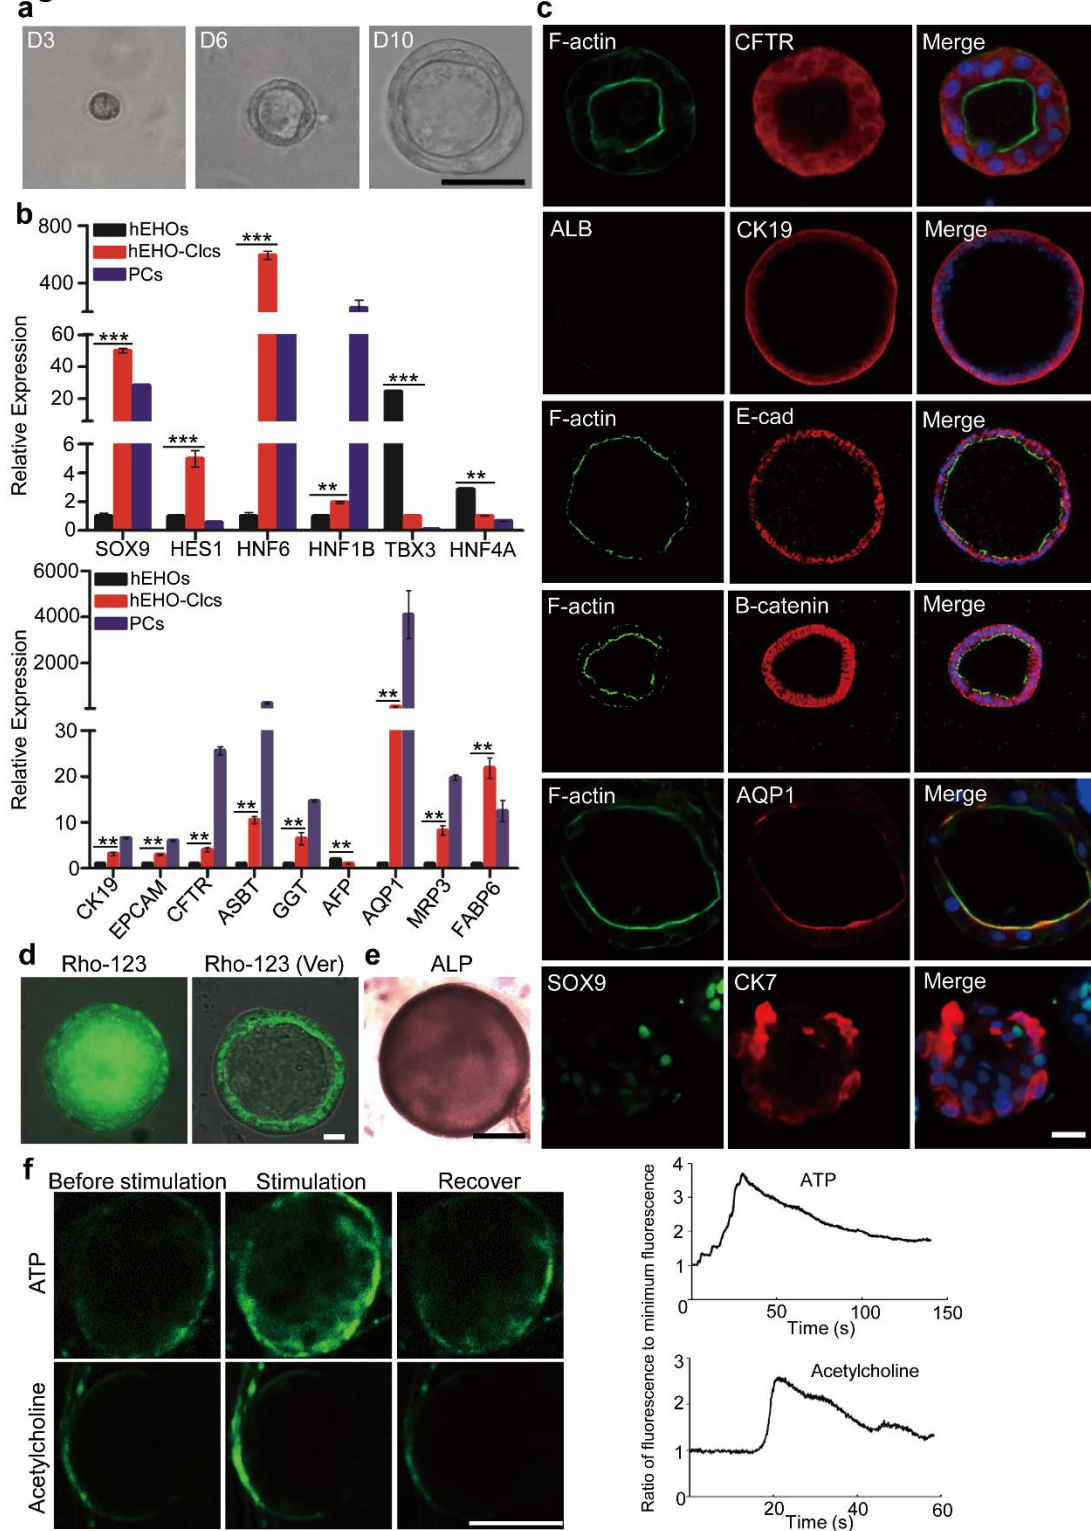 a
D3 D6 D10
b
800
400
60
40
20
6
4
2
0
Relative Expression
hEHOs
hEHO-Clcs
PCs
*** *** *** ** *** **
SOX9 HES1 HNF6 HNF1B TBX3 HNF4A
6000
4000
2000
30
20
10
0
Relative Expression
hEHOs
hEHO-Clcs
PCs
** ** ** ** ** ** ** ** **
CK19 EPCAM CFTR ASBT GGT AFP AQP1 MRP3 FABP6
c
F-actin CFTR Merge
ALB CK19 Merge
F-actin E-cad Merge
F-actin B-catenin Merge
F-actin AQP1 Merge
SOX9 CK7 Merge
d
Rho-123 Rho-123 (Ver)
e
ALP
f
Before stimulation Stimulation Recover
ATP
Acetylcholine
Ratio of fluorescence to minimum fluorescence
4
3
2
1
0
ATP
50 100 150
Time (s)
3
2
1
0
Acetylcholine
20 40 60
Time (s)